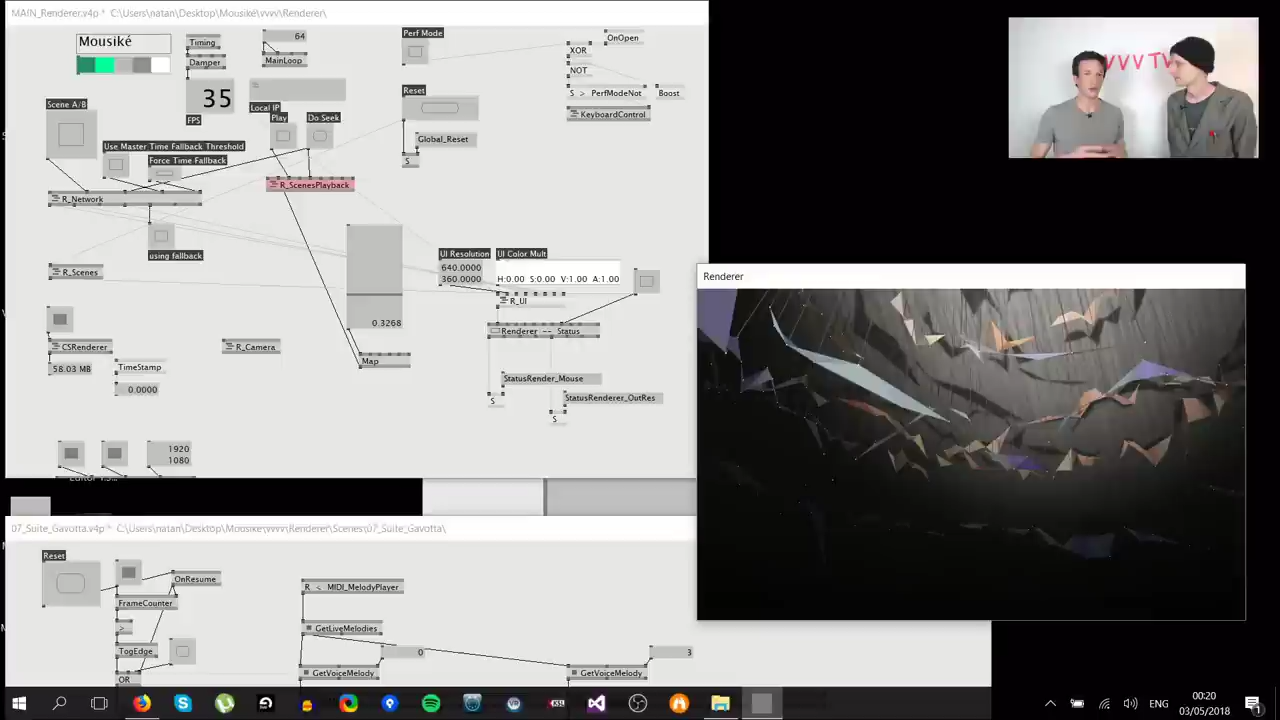 MAIN_Renderer.v4p * C:\Users\natan\Desktop\Mousiké\vvvv\Renderer\
Mousiké
Timing
Damper
64
MainLoop
Perf Mode
XOR
OnOpen
NOT
S > PerfModeNot
Boost
KeyboardControl
35
FPS
Local IP
Play
Do Seek
Reset
Global_Reset
S
Scene A/B
Use Master Time Fallback Threshold
Force Time Fallback
R_Network
R_ScenesPlayback
using fallback
UI Resolution
UI Color Mult
640.0000
360.0000
H:0.00 S:0.00 V:1.00 A:1.00
R_Scenes
R_UI
0.3268
Renderer -- Status
CSRenderer
R_Camera
Map
58.03 MB
TimeStamp
0.0000
StatusRender_Mouse
S
StatusRenderer_OutRes
S
1920
1080
VVVV TV
Renderer
07_Suite_Gavotta.v4p * C:\Users\natan\Desktop\Mousiké\vvvv\Renderer\Scenes\07_Suite_Gavotta\
Reset
OnResume
FrameCounter
>
TogEdge
OR
R < MIDI_MelodyPlayer
GetLiveMelodies
0
3
GetVoiceMelody
GetVoiceMelody
ENG
00:20
03/05/2018
1